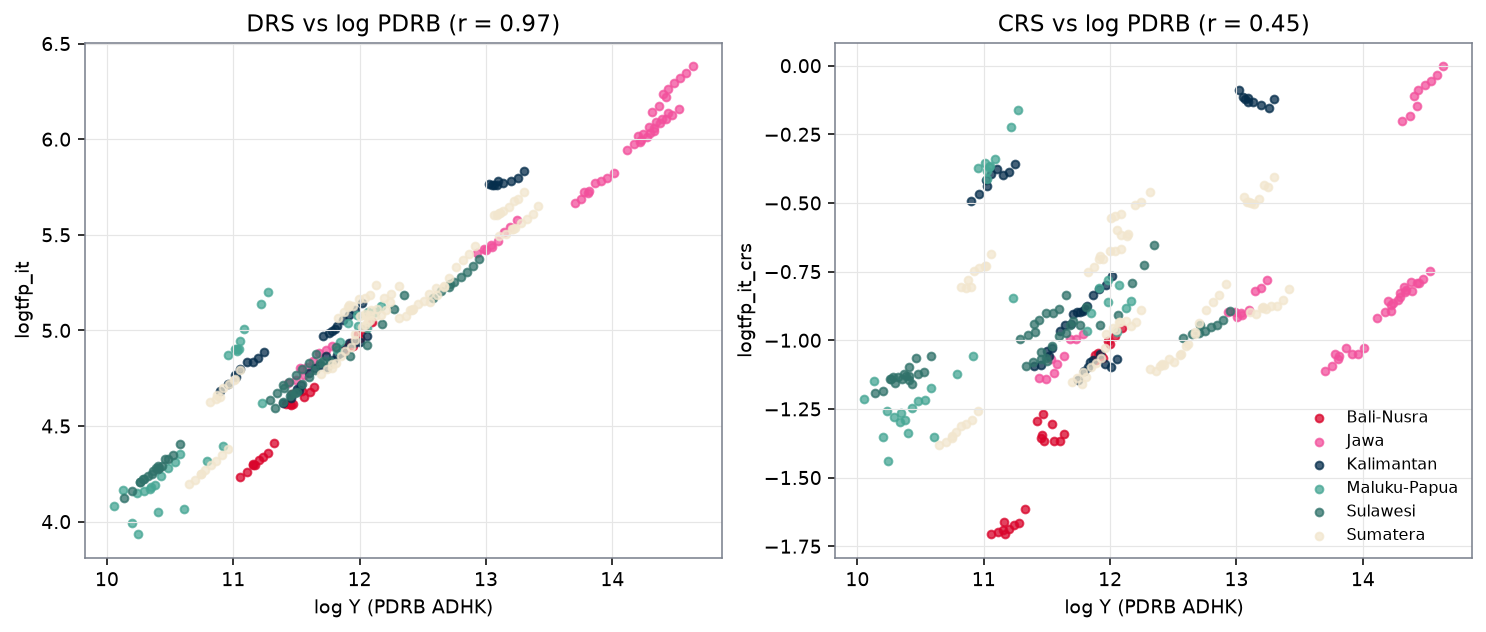 DRS vs log PDRB (r = 0.97)
logtfp_it
6.5
6.0
5.5
5.0
4.5
4.0
10 11 12 13 14
log Y (PDRB ADHK)
CRS vs log PDRB (r = 0.45)
logtfp_it_crs
0.00
−0.25
−0.50
−0.75
−1.00
−1.25
−1.50
−1.75
10 11 12 13 14
log Y (PDRB ADHK)
Bali-Nusra
Jawa
Kalimantan
Maluku-Papua
Sulawesi
Sumatera